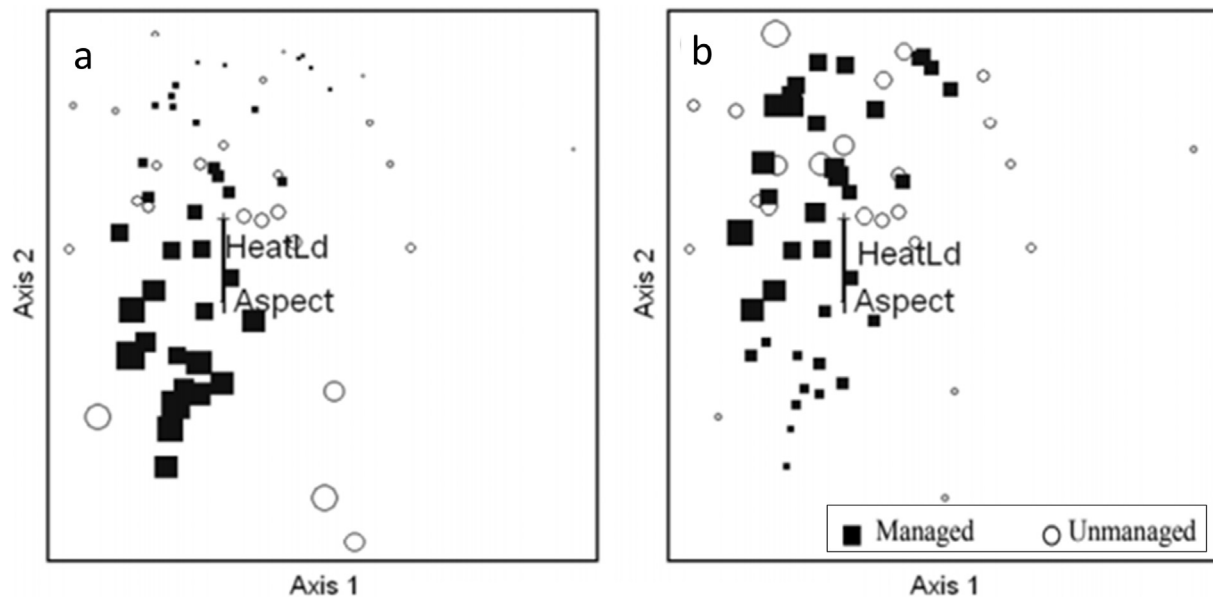 a
b
Axis 2
HeatLd
Aspect
Axis 1
Axis 2
HeatLd
Aspect
Managed
Unmanaged
Axis 1